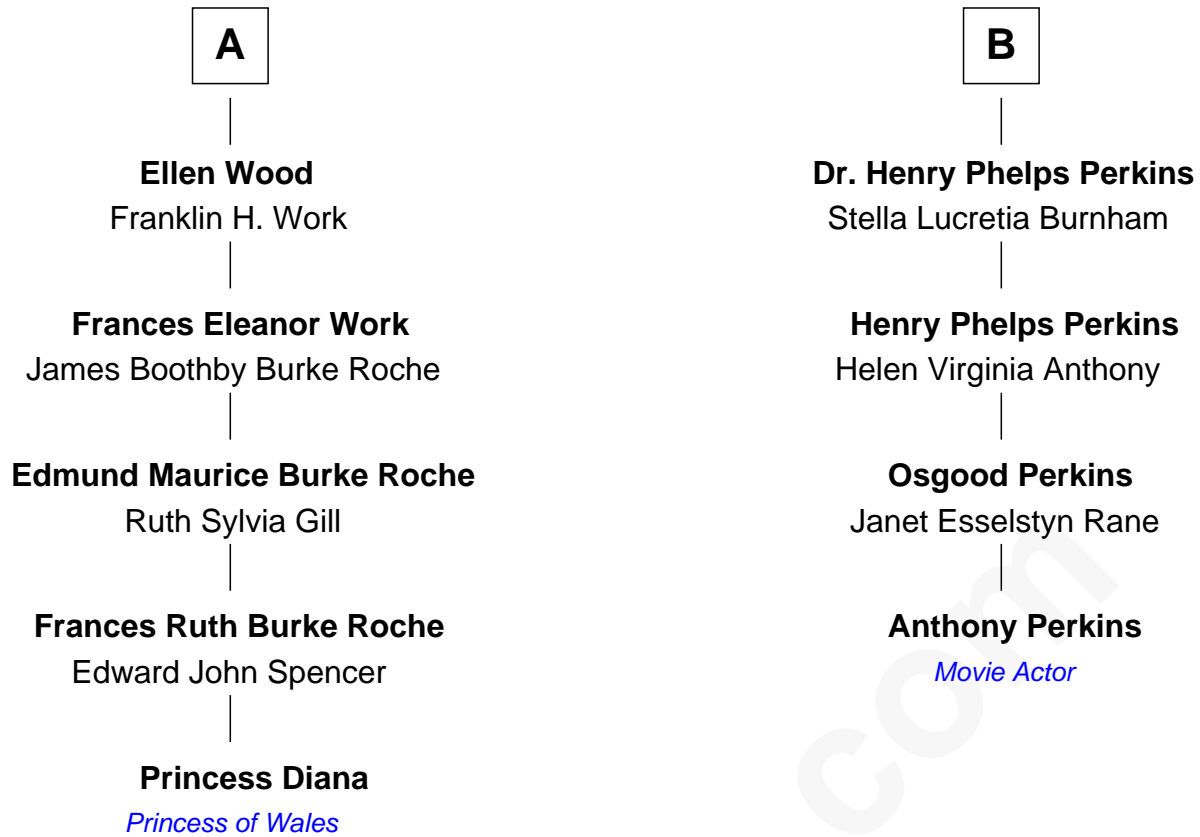 A
Ellen Wood
Franklin H. Work
Frances Eleanor Work
James Boothby Burke Roche
Edmund Maurice Burke Roche
Ruth Sylvia Gill
Frances Ruth Burke Roche
Edward John Spencer
Princess Diana
Princess of Wales
B
Dr. Henry Phelps Perkins
Stella Lucretia Burnham
Henry Phelps Perkins
Helen Virginia Anthony
Osgood Perkins
Janet Esselstyn Rane
Anthony Perkins
Movie Actor
com